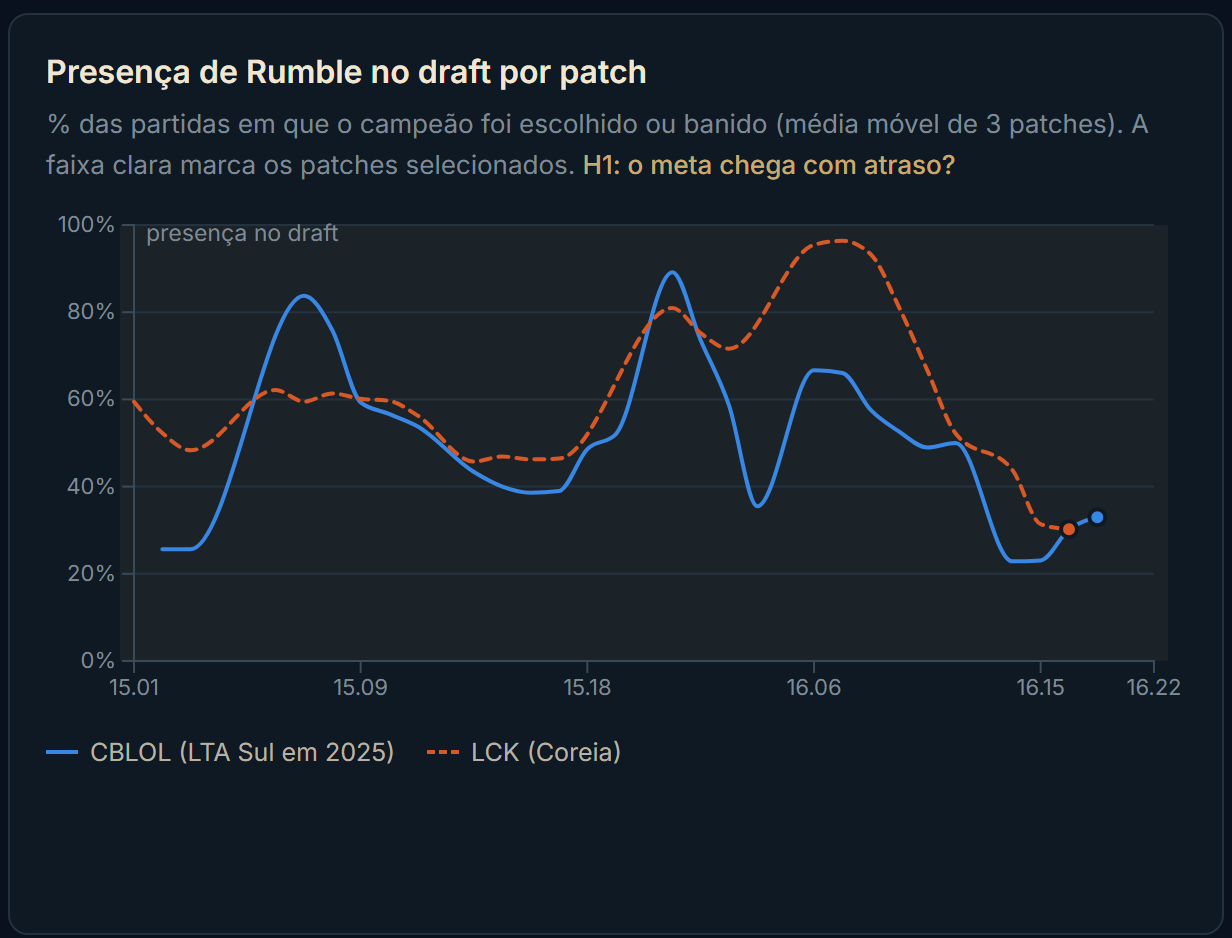 Presença de Rumble no draft por patch
% das partidas em que o campeão foi escolhido ou banido (média móvel de 3 patches). A
faixa clara marca os patches selecionados. H1: o meta chega com atraso?
100%
presença no draft
80%
60%
40%
20%
0%
15.01 15.09 15.18 16.06 16.15 16.22
CBLOL (LTA Sul em 2025) LCK (Coreia)